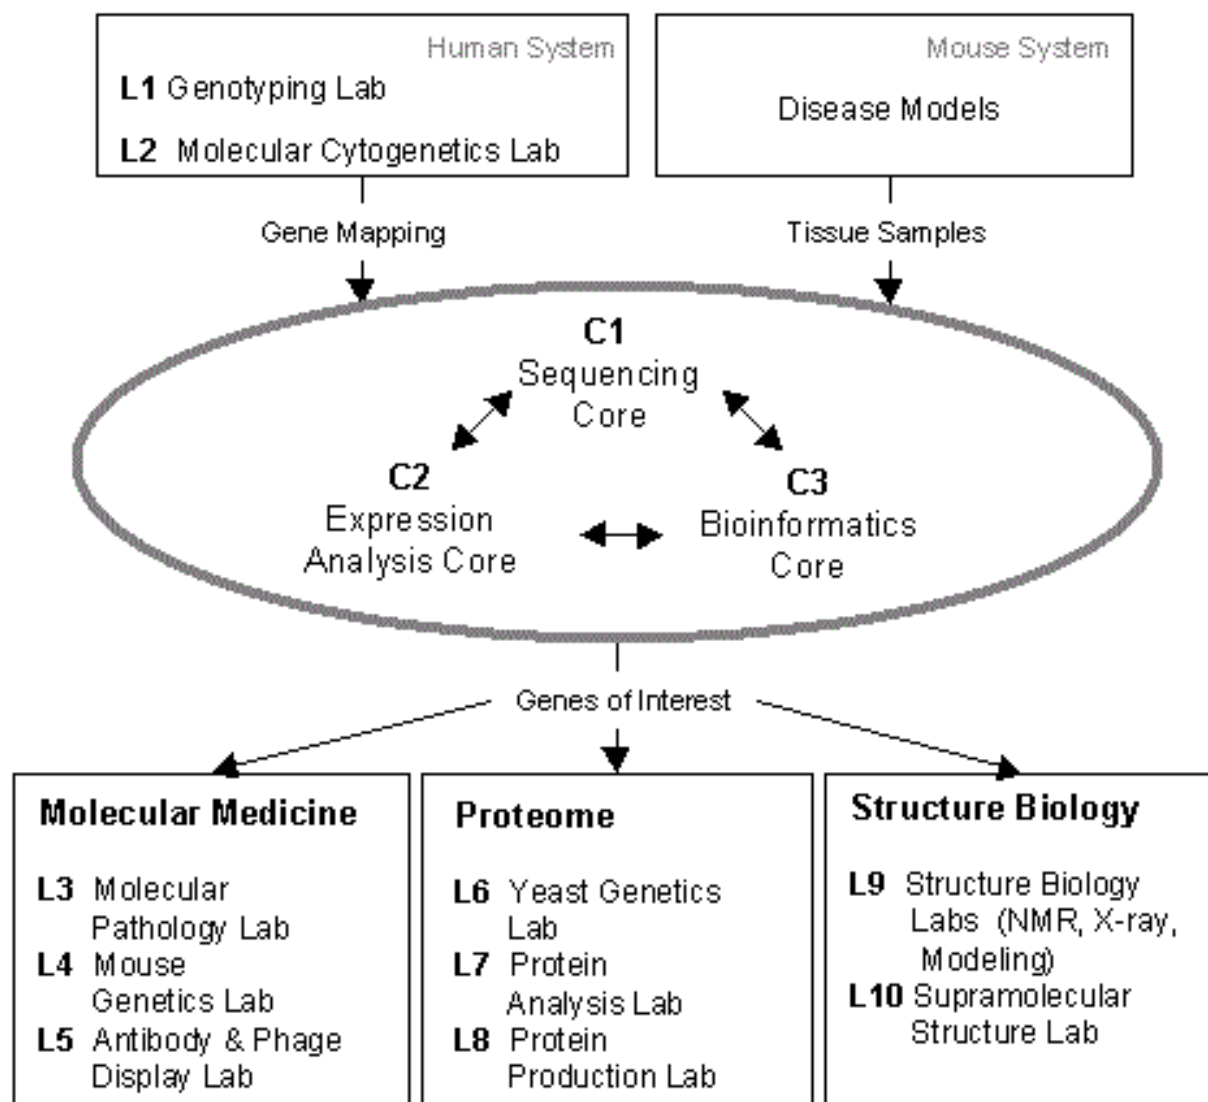 Human System
L1 Genotyping Lab
L2 Molecular Cytogenetics Lab
Mouse System
Disease Models
Gene Mapping
Tissue Samples
C1
Sequencing
Core
C2
Expression
Analysis Core
C3
Bioinformatics
Core
Genes of Interest
Molecular Medicine
L3 Molecular
Pathology Lab
L4 Mouse
Genetics Lab
L5 Antibody & Phage
Display Lab
Proteome
L6 Yeast Genetics
Lab
L7 Protein
Analysis Lab
L8 Protein
Production Lab
Structure Biology
L9 Structure Biology
Labs (NMR, X-ray,
Modeling)
L10 Supramolecular
Structure Lab